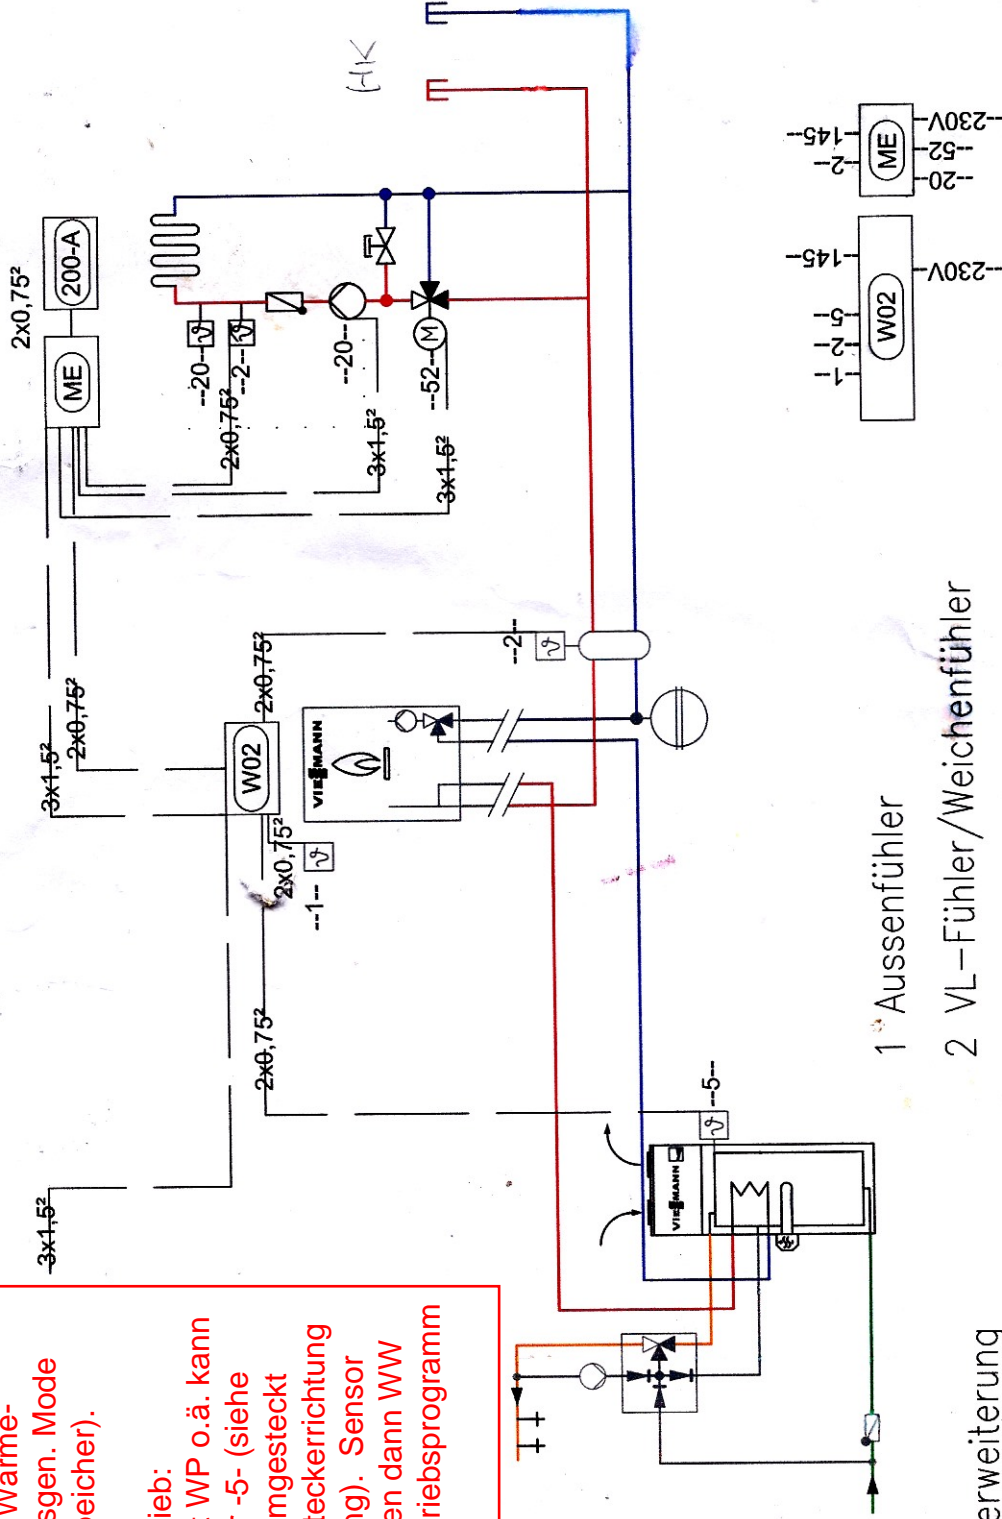 HK
2x0,75²
200-A
ME
--20--
--2--
2x0,75²
--20--
3x1,5²
--52--
M
3x1,5²
--145--
--2--
ME
--20--
--52--
--230V--
--145--
--5--
--2--
--1--
W02
--230V--
3x1,5²
2x0,75²
2x0,75²
--2--
W02
VIESSMANN
2x0,75²
--1--
2x0,75²
3x1,5²
--5--
VIESSMANN
1 Aussenfühler
2 VL-Fühler/Weichenfühler
Wärme-
sgen. Mode
eicher).
ieb:
WP o.ä. kann
-5- (siehe
mgesteckt
teckerrichtung
ng). Sensor
en dann WW
riebsprogramm
erweiterung